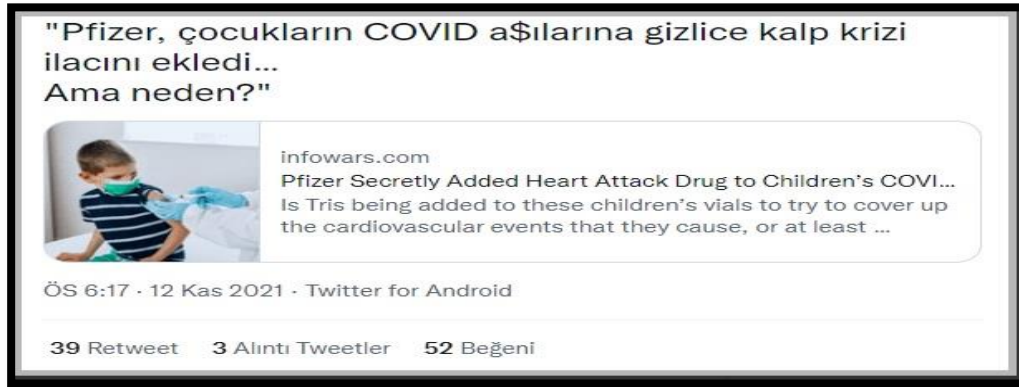 "Pfizer, çocukların COVID a$ılarına gizlice kalp krizi
ilacını ekledi...
Ama neden?"
infowars.com
Pfizer Secretly Added Heart Attack Drug to Children's COVI...
Is Tris being added to these children's vials to try to cover up
the cardiovascular events that they cause, or at least ...
ÖS 6:17 · 12 Kas 2021 · Twitter for Android
39 Retweet 3 Alıntı Tweetler 52 Beğeni